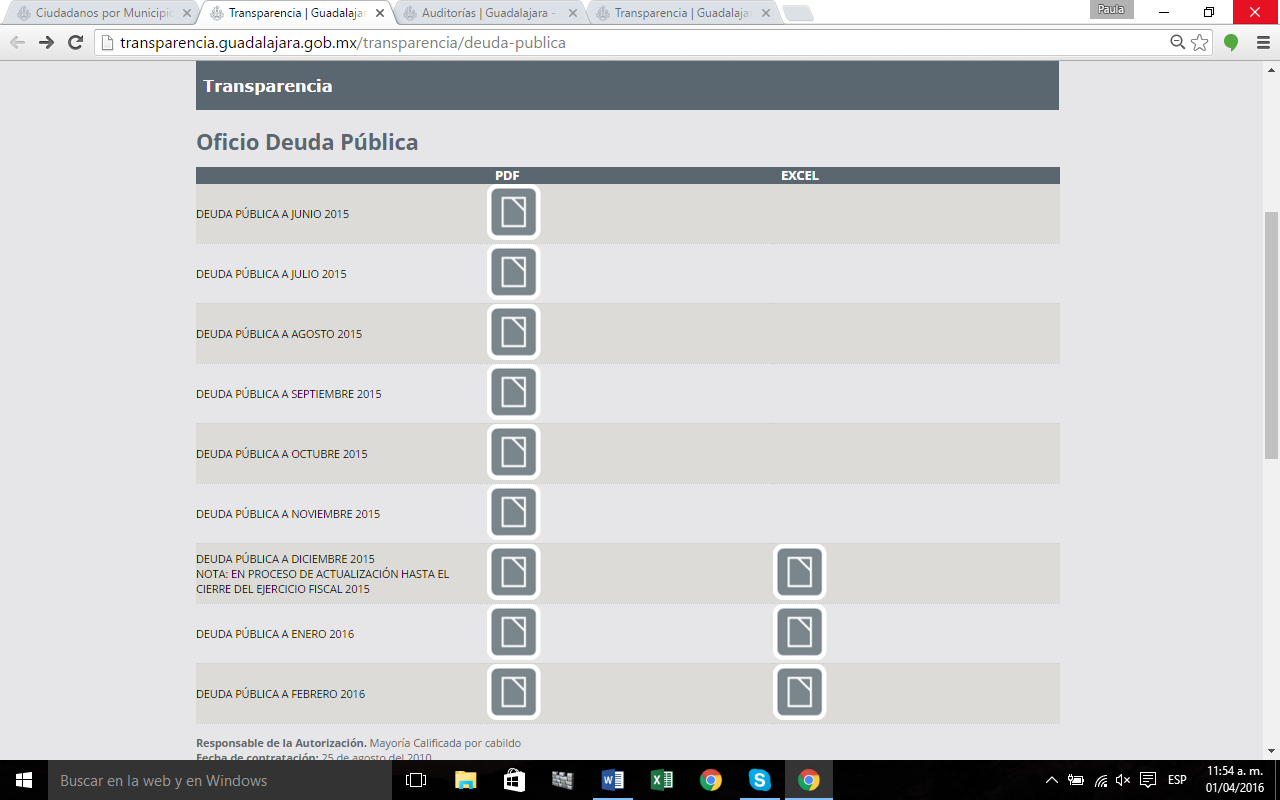 Ciudadanos por Municipio
Transparencia | Guadalajar
Auditorías | Guadalajara -
Transparencia | Guadalajar
Paula
transparencia.guadalajara.gob.mx/transparencia/deuda-publica
Transparencia
Oficio Deuda Pública
PDF EXCEL
DEUDA PÚBLICA A JUNIO 2015
DEUDA PÚBLICA A JULIO 2015
DEUDA PÚBLICA A AGOSTO 2015
DEUDA PÚBLICA A SEPTIEMBRE 2015
DEUDA PÚBLICA A OCTUBRE 2015
DEUDA PÚBLICA A NOVIEMBRE 2015
DEUDA PÚBLICA A DICIEMBRE 2015
NOTA: EN PROCESO DE ACTUALIZACIÓN HASTA EL
CIERRE DEL EJERCICIO FISCAL 2015
DEUDA PÚBLICA A ENERO 2016
DEUDA PÚBLICA A FEBRERO 2016
Responsable de la Autorización. Mayoría Calificada por cabildo
Fecha de contratación: 25 de agosto del 2010
Buscar en la web y en Windows
ESP
11:54 a. m.
01/04/2016